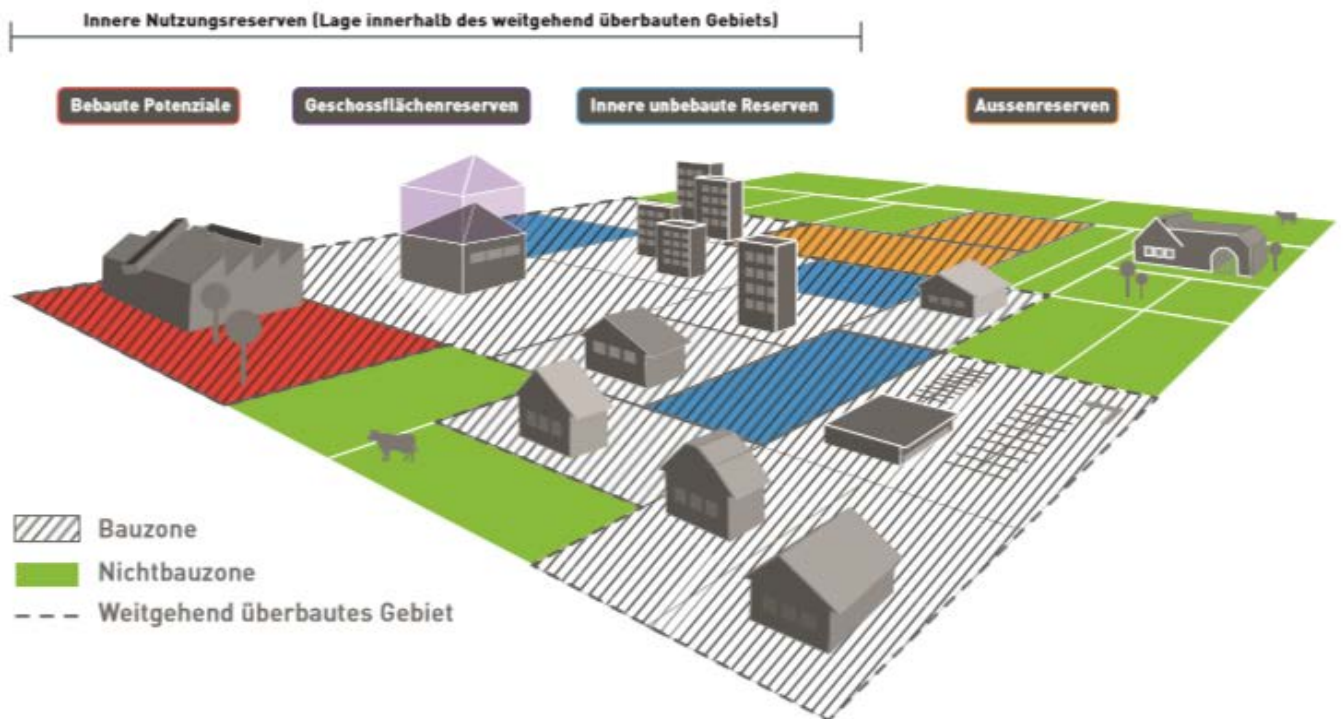 Innere Nutzungsreserven (Lage innerhalb des weitgehend überbauten Gebiets)
Bebaute Potenziale
Geschossflächenreserven
Innere unbebaute Reserven
Aussenreserven
Bauzone
Nichtbauzone
Weitgehend überbautes Gebiet